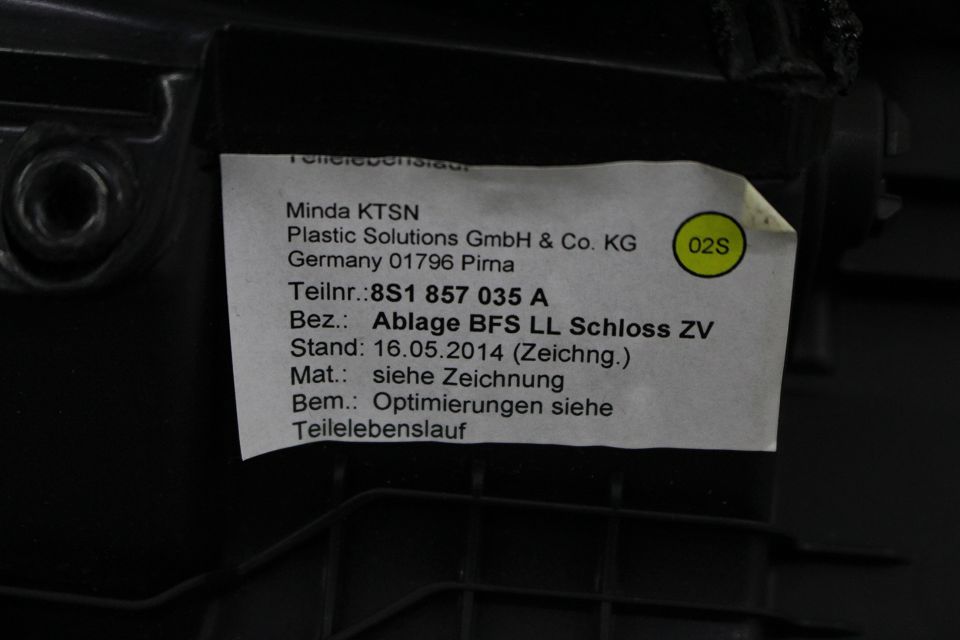 Teilelebenslauf
Minda KTSN
Plastic Solutions GmbH & Co. KG
Germany 01796 Pirna
02S
Teilnr.:8S1 857 035 A
Bez.: Ablage BFS LL Schloss ZV
Stand: 16.05.2014 (Zeichng.)
Mat.: siehe Zeichnung
Bem.: Optimierungen siehe
Teilelebenslauf